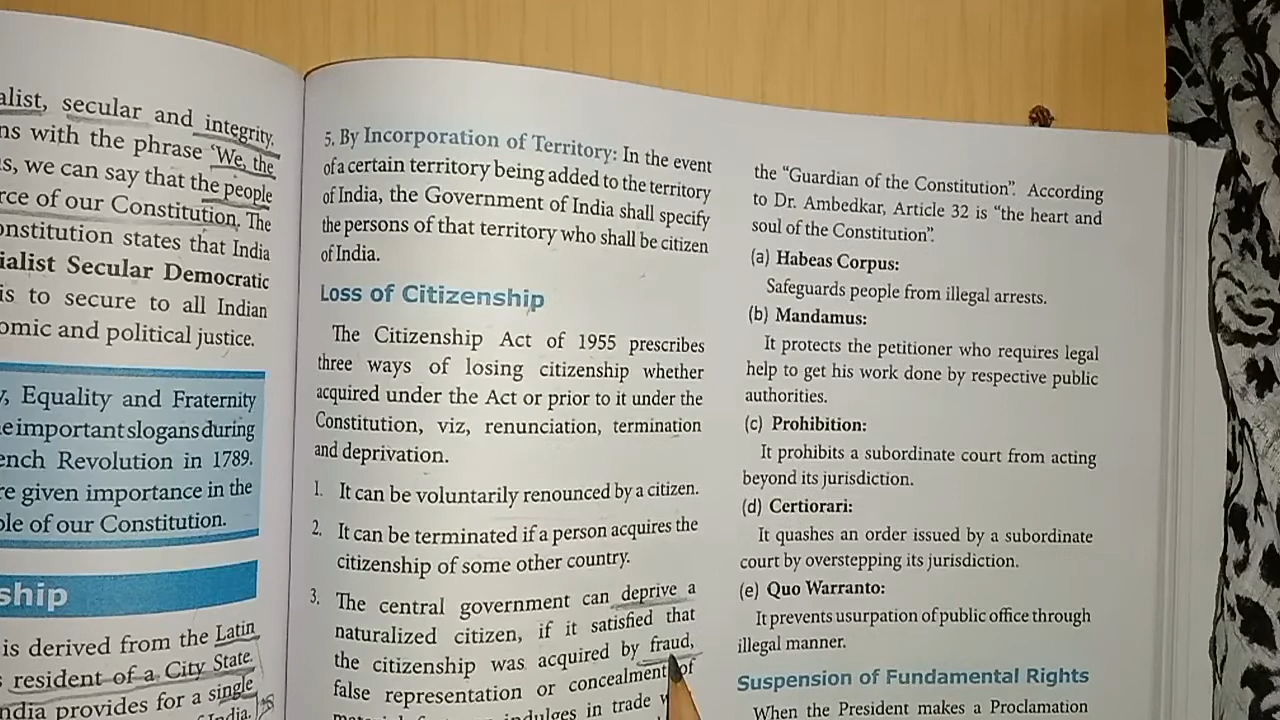 alist, secular and integrity.
ns with the phrase 'We, the
s, we can say that the people
rce of our Constitution. The
onstitution states that India
ialist Secular Democratic
is to secure to all Indian
omic and political justice.
y, Equality and Fraternity
e important slogans during
ench Revolution in 1789.
re given importance in the
ble of our Constitution.
ship
is derived from the Latin
s resident of a City State.
ndia provides for a single
India.
5. By Incorporation of Territory: In the event
of a certain territory being added to the territory
of India, the Government of India shall specify
the persons of that territory who shall be citizen
of India.
Loss of Citizenship
The Citizenship Act of 1955 prescribes
three ways of losing citizenship whether
acquired under the Act or prior to it under the
Constitution, viz, renunciation, termination
and deprivation.
1. It can be voluntarily renounced by a citizen.
2. It can be terminated if a person acquires the
citizenship of some other country.
3. The central government can deprive a
naturalized citizen, if it satisfied that
the citizenship was acquired by fraud,
false representation or concealment of
indulges in trade
the “Guardian of the Constitution”. According
to Dr. Ambedkar, Article 32 is “the heart and
soul of the Constitution”.
(a) Habeas Corpus:
Safeguards people from illegal arrests.
(b) Mandamus:
It protects the petitioner who requires legal
help to get his work done by respective public
authorities.
(c) Prohibition:
It prohibits a subordinate court from acting
beyond its jurisdiction.
(d) Certiorari:
It quashes an order issued by a subordinate
court by overstepping its jurisdiction.
(e) Quo Warranto:
It prevents usurpation of public office through
illegal manner.
Suspension of Fundamental Rights
When the President makes a Proclamation